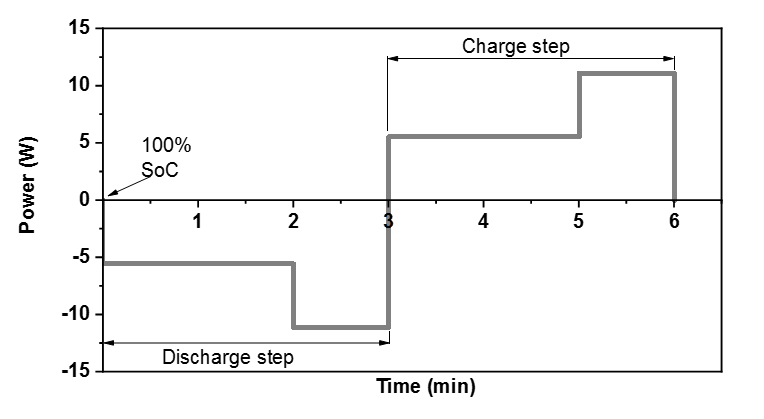 15
Charge step
10
100%
SoC
5
Power (W)
0
1 2 3 4 5 6
-5
-10
Discharge step
-15
Time (min)